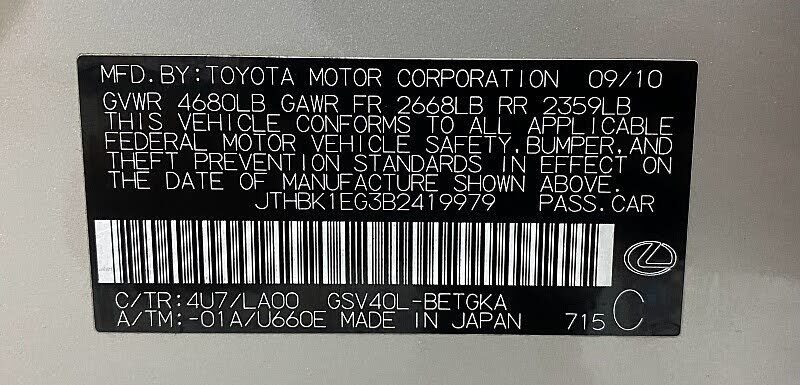 MFD. BY: TOYOTA MOTOR CORPORATION 09/10
GVWR 4680LB GAWR FR 2668LB RR 2359LB
THIS VEHICLE CONFORMS TO ALL APPLICABLE
FEDERAL MOTOR VEHICLE SAFETY, BUMPER, AND
THEFT PREVENTION STANDARDS IN EFFECT ON
THE DATE OF MANUFACTURE SHOWN ABOVE.
JTHBK1EG3B2419979 PASS. CAR
C/TR: 4U7/LA00 GSV40L-BETGKA
A/TM: -01A/U660E MADE IN JAPAN 715 C